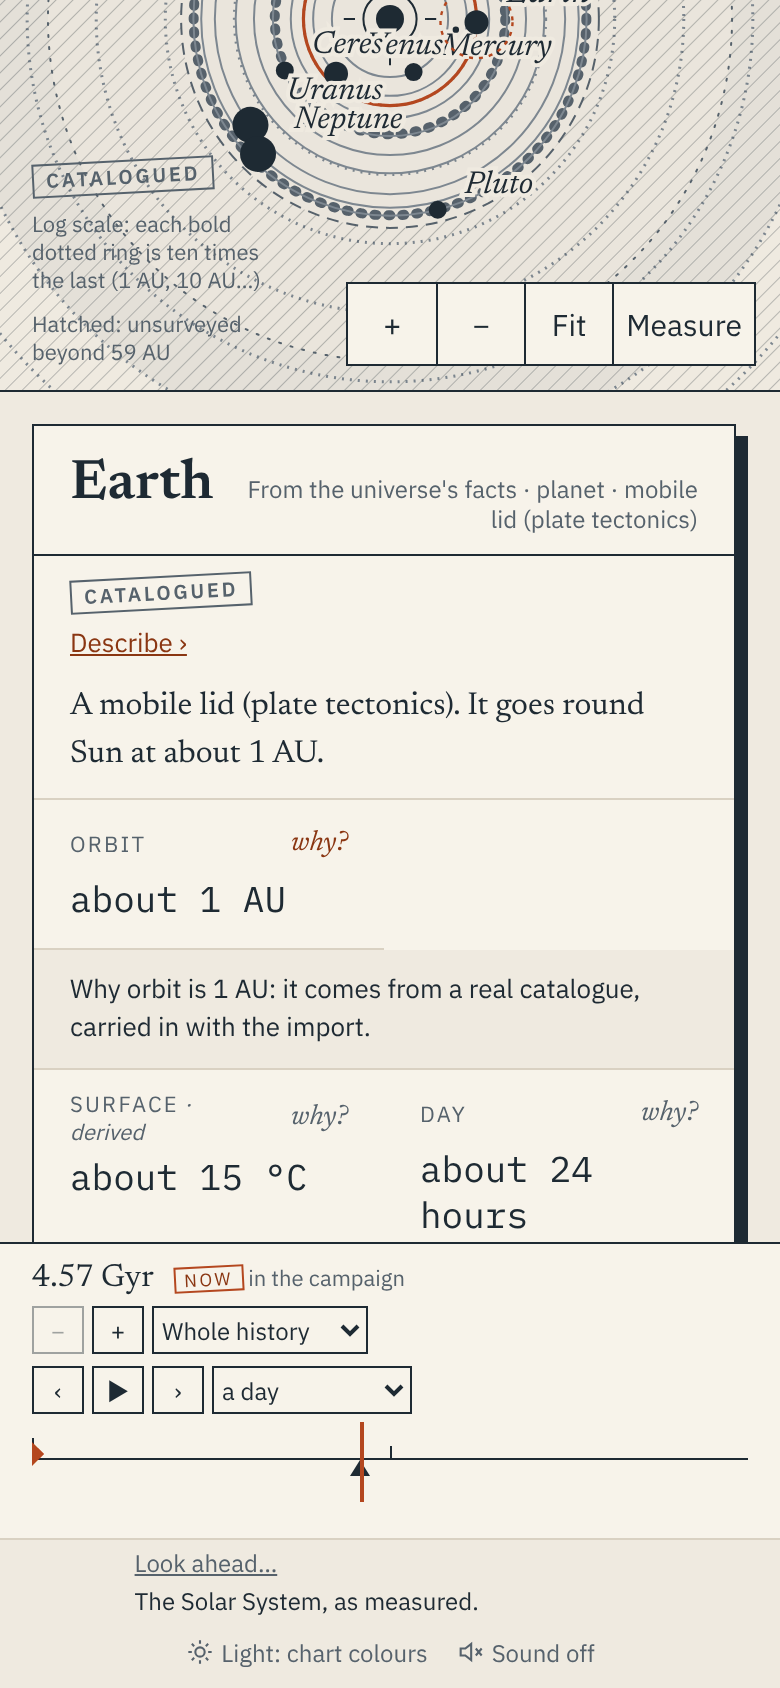 Ceres Venus Mercury
Uranus
Neptune
Pluto
CATALOGUED
Log scale: each bold
dotted ring is ten times
the last (1 AU, 10 AU…)
Hatched: unsurveyed
beyond 59 AU
+
−
Fit
Measure
Earth
From the universe's facts · planet · mobile
lid (plate tectonics)
CATALOGUED
Describe ›
A mobile lid (plate tectonics). It goes round
Sun at about 1 AU.
ORBIT
why?
about 1 AU
Why orbit is 1 AU: it comes from a real catalogue,
carried in with the import.
SURFACE ·
derived
why?
about 15 °C
DAY
why?
about 24
hours
4.57 Gyr NOW in the campaign
− + Whole history
‹ › a day
Look ahead…
The Solar System, as measured.
Light: chart colours Sound off